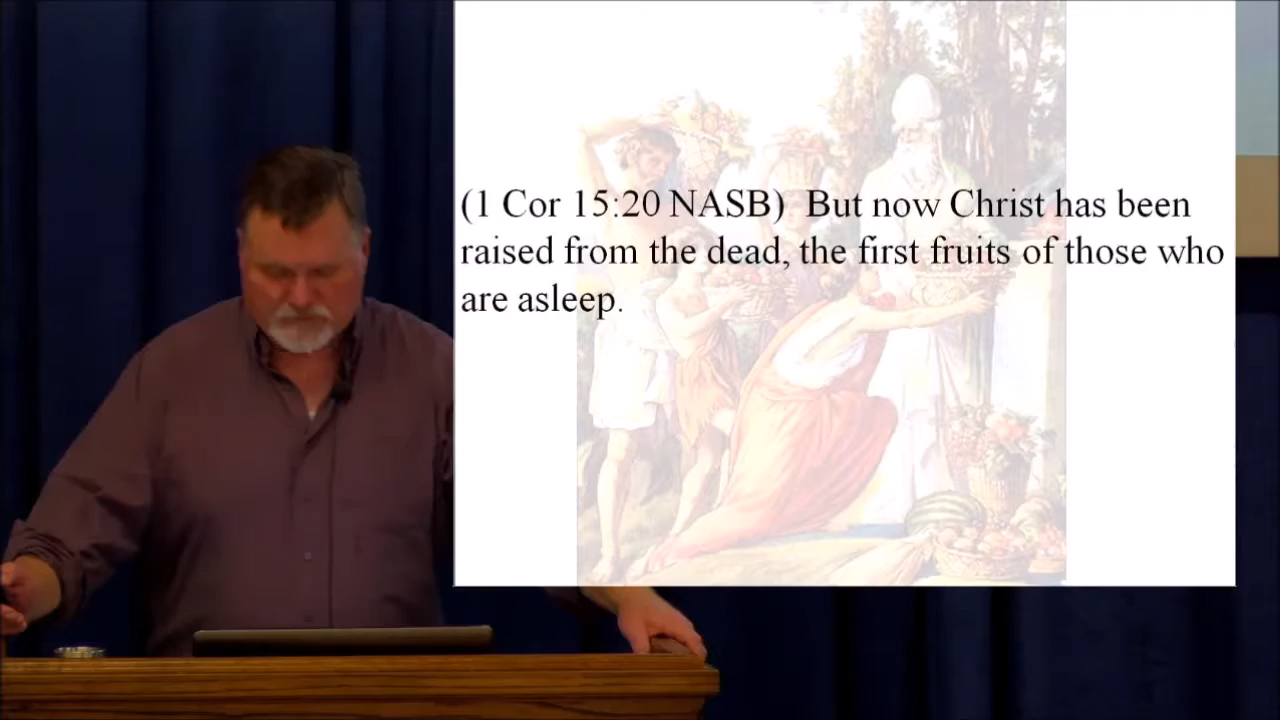 (1 Cor 15:20 NASB)  But now Christ has been
raised from the dead, the first fruits of those who
are asleep.